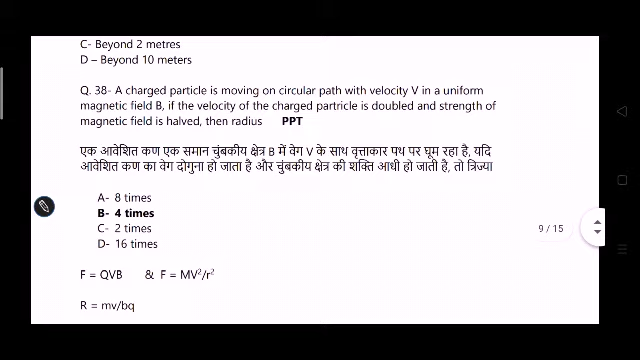 C- Beyond 2 metres
D – Beyond 10 meters
Q. 38- A charged particle is moving on circular path with velocity V in a uniform
magnetic field B, if the velocity of the charged partricle is doubled and strength of
magnetic field is halved, then radius PPT
एक आवेशित कण एक समान चुंबकीय क्षेत्र B में वेग V के साथ वृत्ताकार पथ पर घूम रहा है, यदि
आवेशित कण का वेग दोगुना हो जाता है और चुंबकीय क्षेत्र की शक्ति आधी हो जाती है, तो त्रिज्या
A- 8 times
B- 4 times
C- 2 times
D- 16 times
9 / 15
F = QVB & F = MV²/r²
R = mv/bq